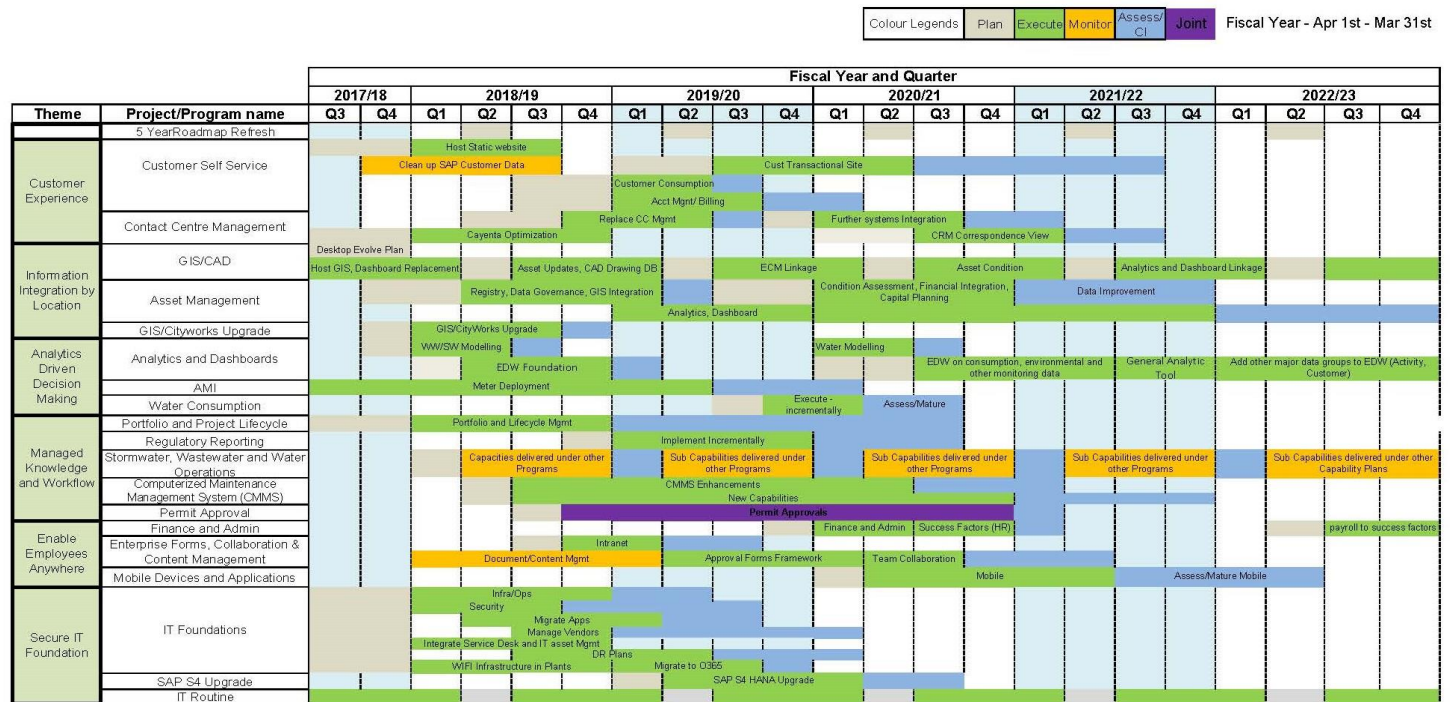 Colour Legends Plan Execute Monitor Assess/ CI Joint Fiscal Year - Apr 1st - Mar 31st
Fiscal Year and Quarter
2017/18 2018/19 2019/20 2020/21 2021/22 2022/23
Theme Project/Program name Q3 Q4 Q1 Q2 Q3 Q4 Q1 Q2 Q3 Q4 Q1 Q2 Q3 Q4 Q1 Q2 Q3 Q4 Q1 Q2 Q3 Q4
5 YearRoadmap Refresh
Customer
Experience
Customer Self Service
Host Static website
Clean up SAP Customer Data Cust Transactional Site
Customer Consumption
Acct Mgnt/ Billing
Contact Centre Management
Replace CC Mgmt Further systems Integration
Cayenta Optimization CRM Correspondence View
Information
Integration by
Location
GIS/CAD
Desktop Evolve Plan
Host GIS, Dashboard Replacement Asset Updates, CAD Drawing DB ECM Linkage Asset Condition Analytics and Dashboard Linkage
Asset Management
Registry, Data Governance, GIS Integration
Condition Assessment, Financial Integration,
Capital Planning
Data Improvement
Analytics, Dashboard
GIS/Cityworks Upgrade GIS/CityWorks Upgrade
Analytics
Driven
Decision
Making
Analytics and Dashboards
WW/SW Modelling Water Modelling
EDW Foundation
EDW on consumption, environmental and
other monitoring data
General Analytic
Tool
Add other major data groups to EDW (Activity,
Customer)
AMI Meter Deployment
Water Consumption
Execute -
incrementally
Assess/Mature
Managed
Knowledge
and Workflow
Portfolio and Project Lifecycle Portfolio and Lifecycle Mgmt
Regulatory Reporting Implement Incrementally
Stormwater, Wastewater and Water
Operations
Capacities delivered under other
Programs
Sub Capabilities delivered under
other Programs
Sub Capabilities delivered under
other Programs
Sub Capabilities delivered under
other Programs
Sub Capabilities delivered under other
Capability Plans
Computerized Maintenance
Management System (CMMS)
CMMS Enhancements
New Capabilities
Permit Approval Permit Approvals
Enable
Employees
Anywhere
Finance and Admin Finance and Admin Success Factors (HR) payroll to success factors
Enterprise Forms, Collaboration &
Content Management
Intranet
Document/Content Mgmt Approval Forms Framework Team Collaboration
Mobile Devices and Applications Mobile Assess/Mature Mobile
Secure IT
Foundation
IT Foundations
Infra/Ops
Security
Migrate Apps
Manage Vendors
Integrate Service Desk and IT asset Mgmt
DR Plans
WIFI Infrastructure in Plants Migrate to O365
SAP S4 Upgrade SAP S4 HANA Upgrade
IT Routine